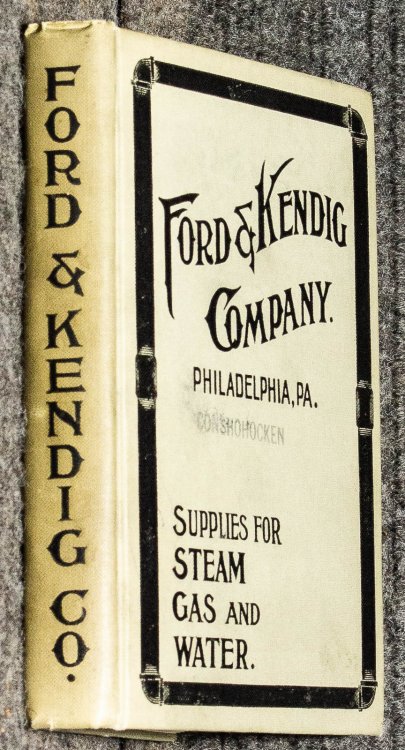 FORD & KENDIG CO.
FORD & KENDIG
COMPANY.
PHILADELPHIA, PA.
CONSHOHOCKEN
SUPPLIES FOR
STEAM
GAS AND
WATER.